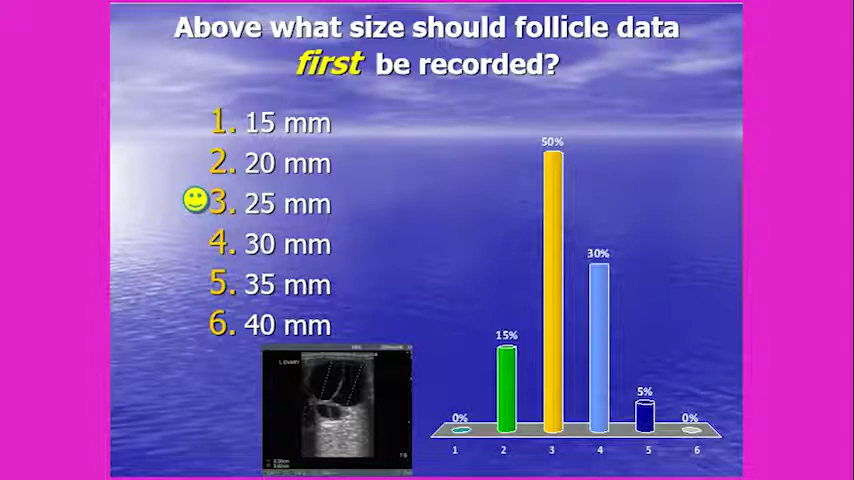 Above what size should follicle data
first be recorded?
1. 15 mm
2. 20 mm
3. 25 mm
4. 30 mm
5. 35 mm
6. 40 mm
0%
15%
50%
30%
5%
0%
1 2 3 4 5 6
L OVARY